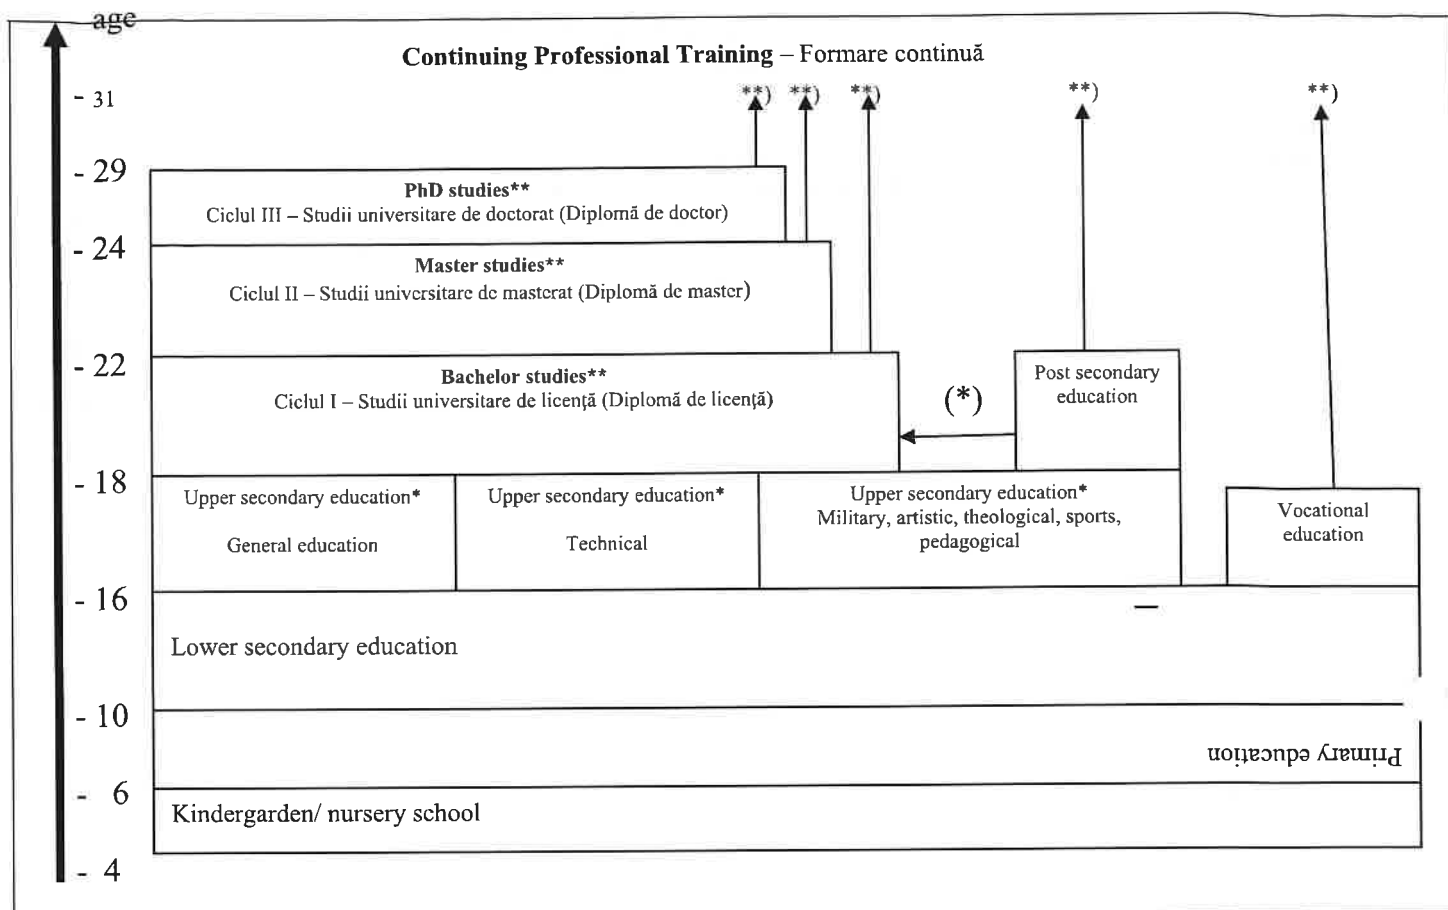 age
Continuing Professional Training – Formare continuă
- 31
**) **) **) **) **)
- 29
PhD studies**
Ciclul III – Studii universitare de doctorat (Diplomă de doctor)
- 24
Master studies**
Ciclul II – Studii universitare de masterat (Diplomă de master)
- 22
Bachelor studies**
Ciclul I – Studii universitare de licenţă (Diplomă de licenţă)
(*)
Post secondary
education
- 18
Upper secondary education*
General education
Upper secondary education*
Technical
Upper secondary education*
Military, artistic, theological, sports,
pedagogical
Vocational
education
- 16
Lower secondary education
- 10
Primary education
- 6
Kindergarden/ nursery school
- 4